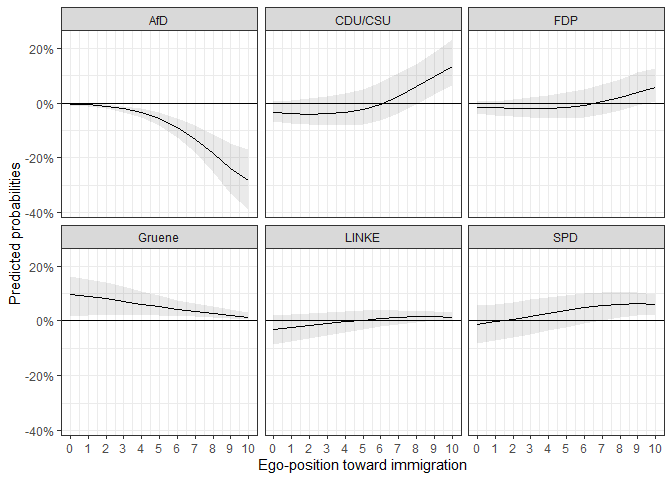 AfD CDU/CSU FDP
20%
0%
-20%
-40%
Gruene LINKE SPD
20%
0%
-20%
-40%
0 1 2 3 4 5 6 7 8 9 10 0 1 2 3 4 5 6 7 8 9 10 0 1 2 3 4 5 6 7 8 9 10
Ego-position toward immigration
Predicted probabilities